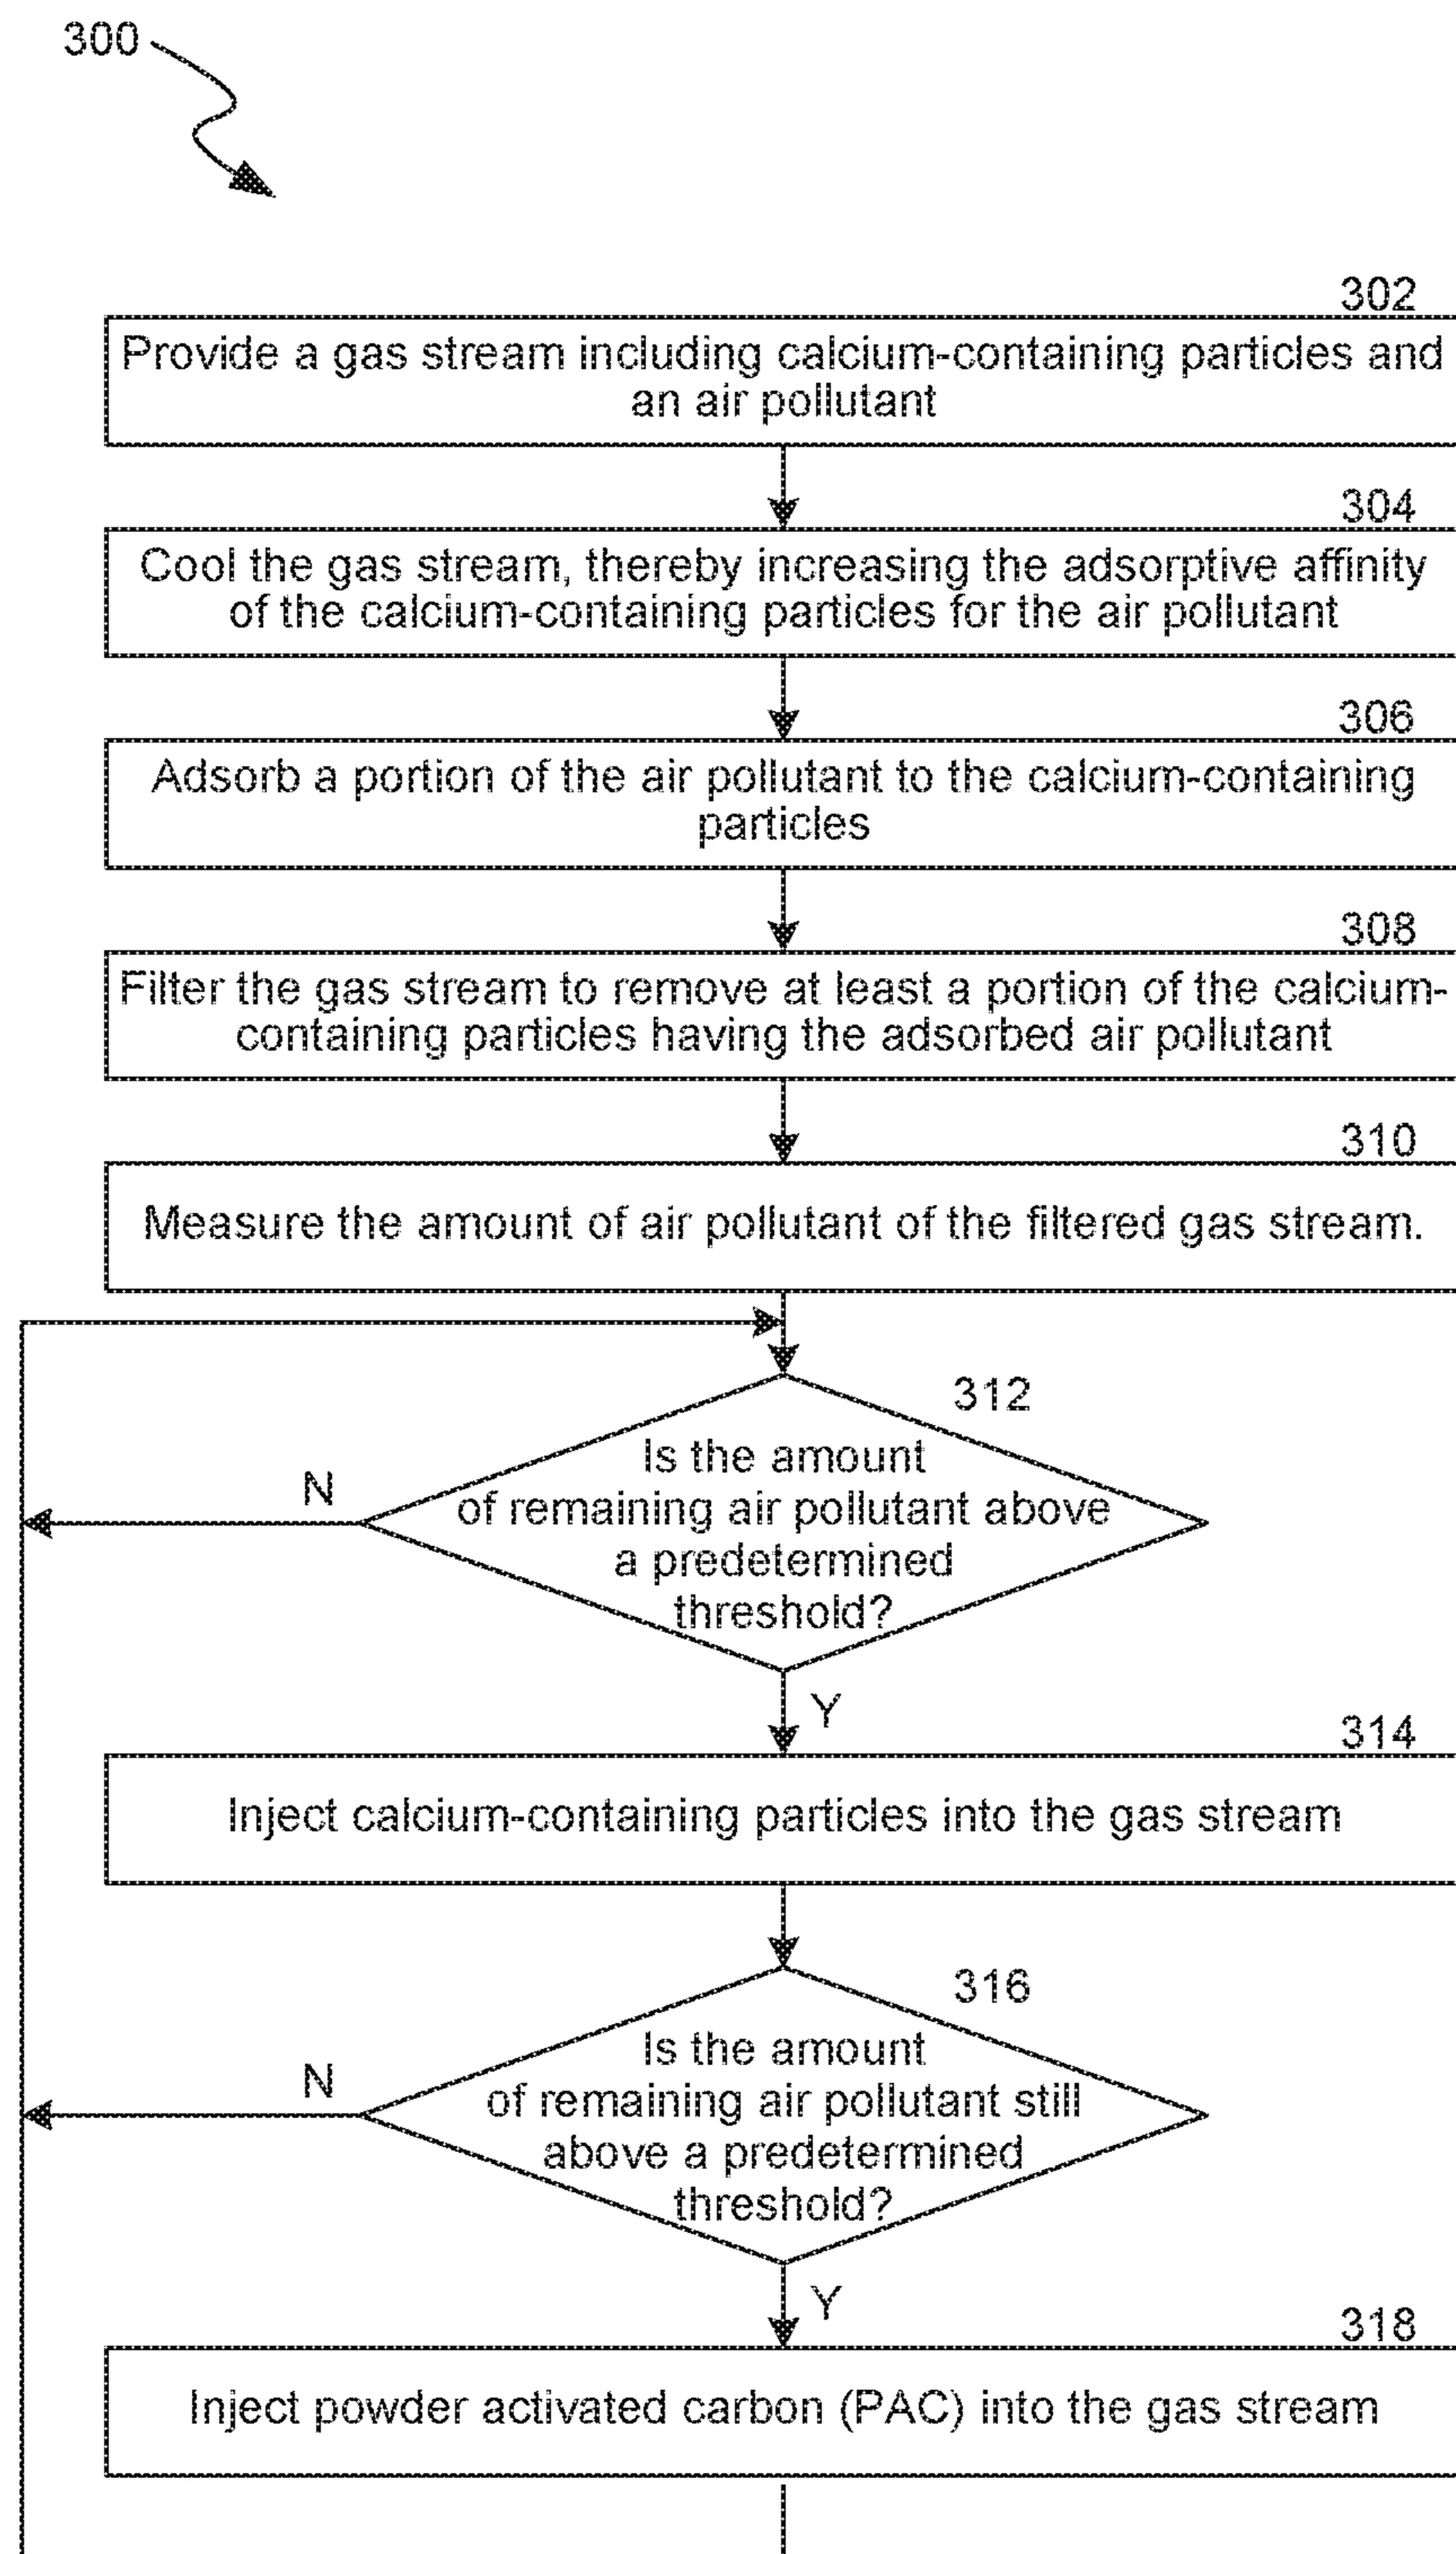 300
302
Provide a gas stream including calcium-containing particles and
an air pollutant
304
Cool the gas stream, thereby increasing the adsorptive affinity
of the calcium-containing particles for the air pollutant
306
Adsorb a portion of the air pollutant to the calcium-containing
particles
308
Filter the gas stream to remove at least a portion of the calcium-
containing particles having the adsorbed air pollutant
310
Measure the amount of air pollutant of the filtered gas stream.
312
Is the amount
of remaining air pollutant above
a predetermined
threshold?
N
Y
314
Inject calcium-containing particles into the gas stream
316
Is the amount
of remaining air pollutant still
above a predetermined
threshold?
N
Y
318
Inject powder activated carbon (PAC) into the gas stream